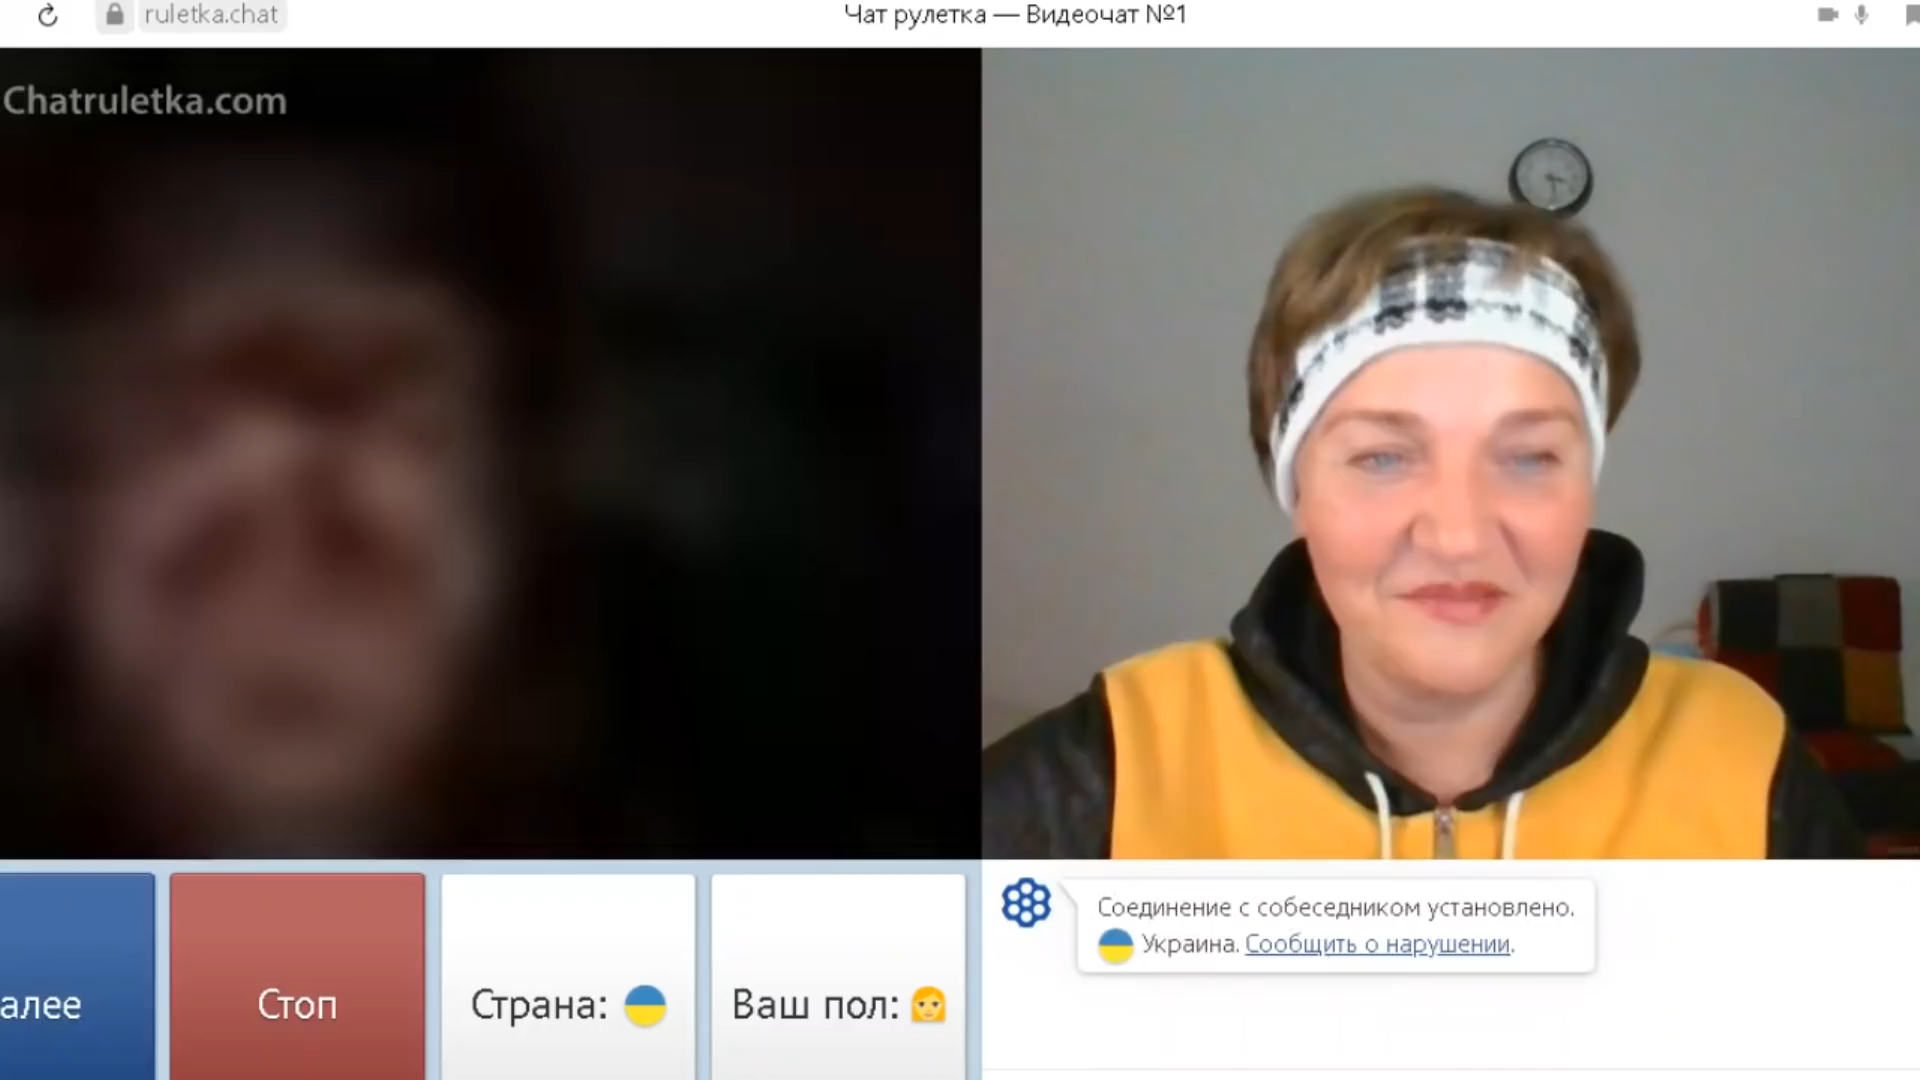 ruletka.chat
Чат рулетка — Видеочат №1
Chatruletka.com
алее
Стоп
Страна:
Ваш пол:
Соединение с собеседником установлено.
Украина. Сообщить о нарушении.